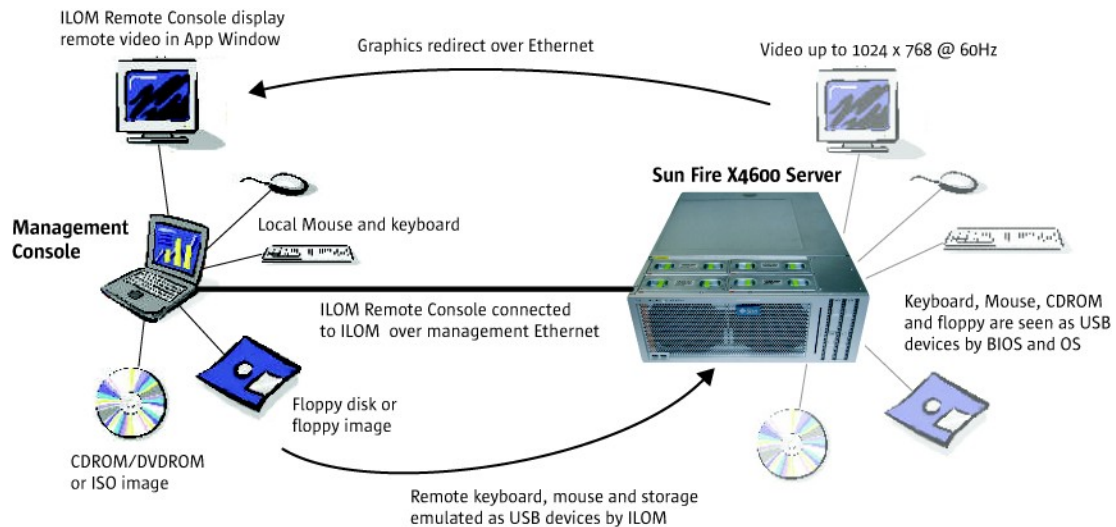 ILOM Remote Console display
remote video in App Window
Graphics redirect over Ethernet
Video up to 1024 x 768 @ 60Hz
Sun Fire X4600 Server
Management
Console
Local Mouse and keyboard
ILOM Remote Console connected
to ILOM over management Ethernet
Keyboard, Mouse, CDROM
and floppy are seen as USB
devices by BIOS and OS
Floppy disk or
floppy image
CDROM/DVDROM
or ISO image
Remote keyboard, mouse and storage
emulated as USB devices by ILOM